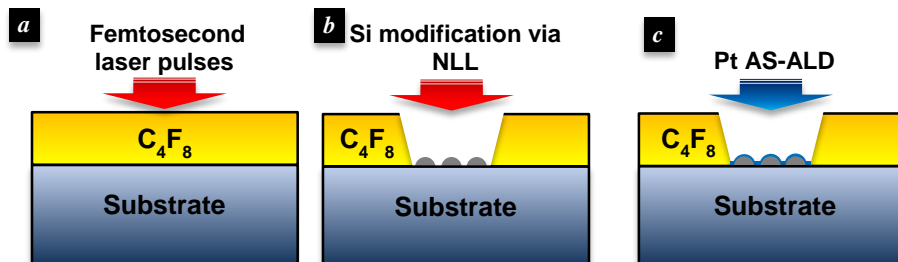 a
Femtosecond
laser pulses
C₄F₈
Substrate
b
Si modification via
NLL
C₄F₈
Substrate
c
Pt AS-ALD
C₄F₈
Substrate